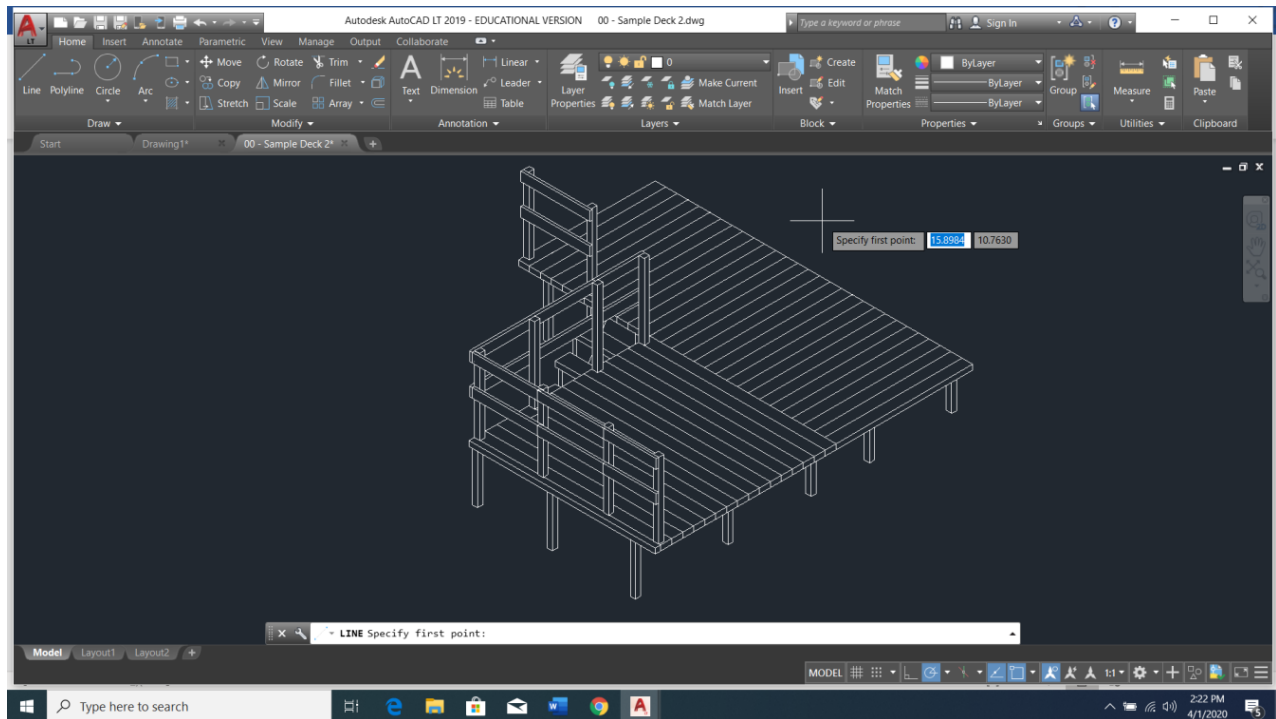 Autodesk AutoCAD LT 2019 - EDUCATIONAL VERSION 00 - Sample Deck 2.dwg
Type a keyword or phrase
Sign In
A
LT
Home Insert Annotate Parametric View Manage Output Collaborate
Line Polyline Circle Arc
Draw
Move Rotate Trim
Copy Mirror Fillet
Stretch Scale Array
Modify
Text Dimension
Linear
Leader
Table
Annotation
Layer
Properties
0
Make Current
Match Layer
Layers
Insert
Create
Edit
Block
Match
Properties
ByLayer
ByLayer
ByLayer
Properties
Group
Groups
Measure
Utilities
Paste
Clipboard
Start Drawing1* 00 - Sample Deck 2*
Specify first point: 15.8984 10.7630
LINE Specify first point:
Model Layout1 Layout2
MODEL 1:1
Type here to search
2:22 PM
4/1/2020
5